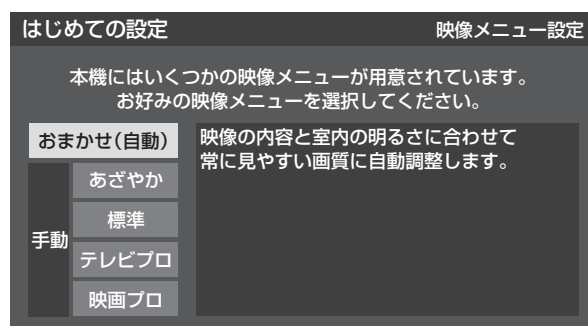 はじめての設定
映像メニュー設定
本機にはいくつかの映像メニューが用意されています。
お好みの映像メニューを選択してください。
おまかせ(自動)
映像の内容と室内の明るさに合わせて
常に見やすい画質に自動調整します。
手動
あざやか
標準
テレビプロ
映画プロ